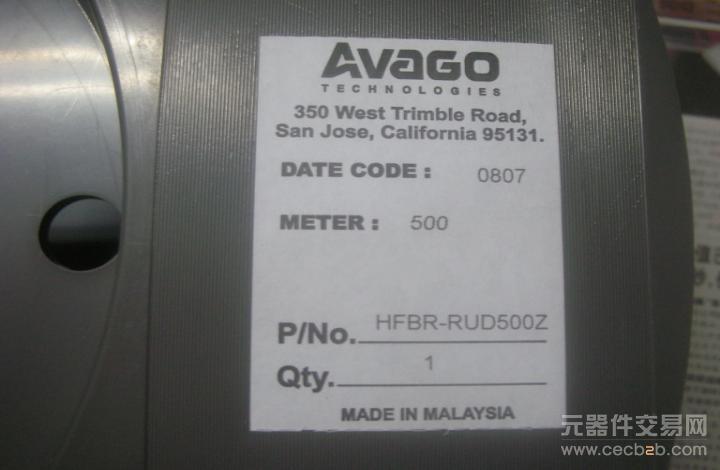 AVAGO
TECHNOLOGIES
350 West Trimble Road,
San Jose, California 95131.
DATE CODE : 0807
METER : 500
P/No. HFBR-RUD500Z
Qty. 1
MADE IN MALAYSIA
元器件交易网
www.cecb2b.com